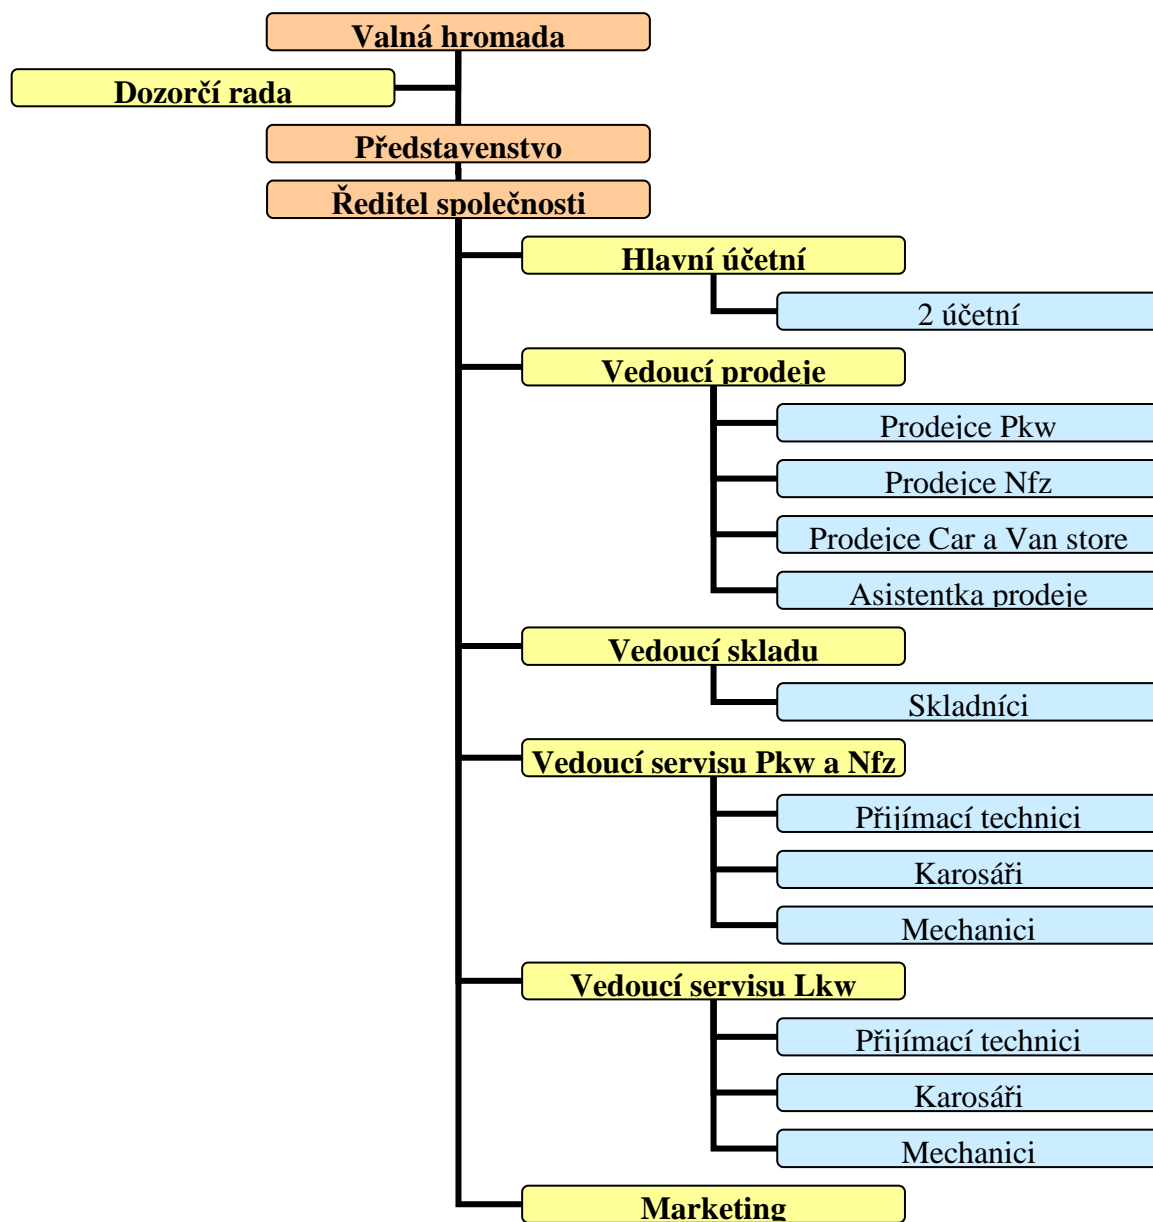 Valná hromada
Dozorčí rada
Představenstvo
Ředitel společnosti
Hlavní účetní
2 účetní
Vedoucí prodeje
Prodejce Pkw
Prodejce Nfz
Prodejce Car a Van store
Asistentka prodeje
Vedoucí skladu
Skladníci
Vedoucí servisu Pkw a Nfz
Přijímací technici
Karosáři
Mechanici
Vedoucí servisu Lkw
Přijímací technici
Karosáři
Mechanici
Marketing